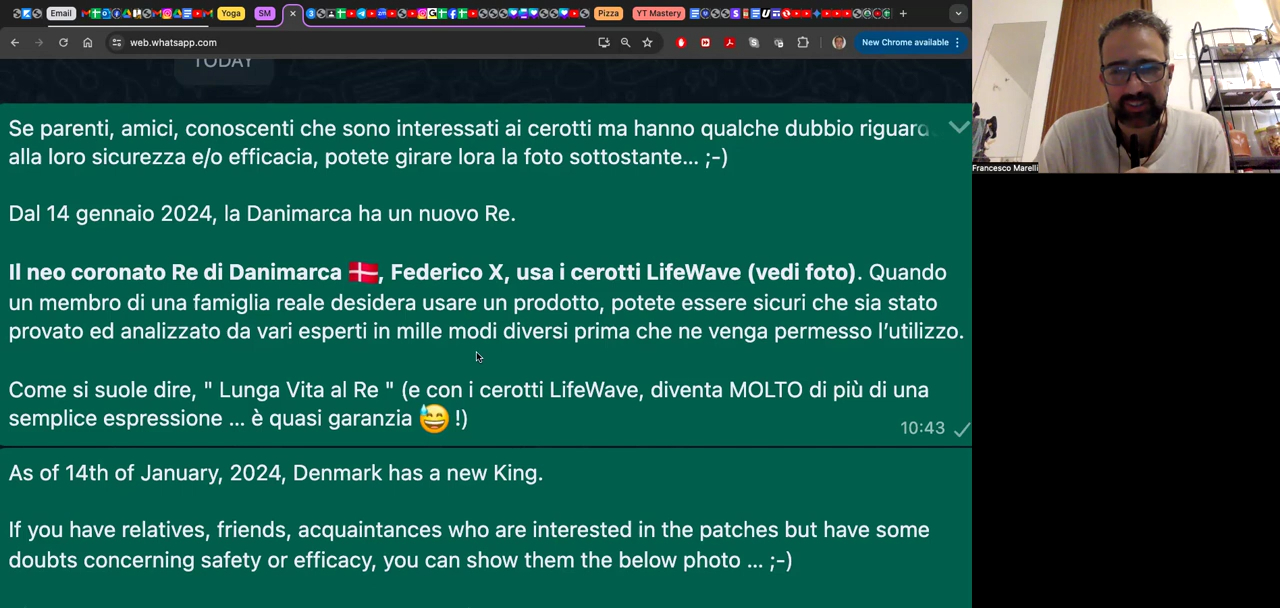 Email
Yoga
SM
Pizza
YT Mastery
web.whatsapp.com
New Chrome available
TODAY
Se parenti, amici, conoscenti che sono interessati ai cerotti ma hanno qualche dubbio riguardo
alla loro sicurezza e/o efficacia, potete girare lora la foto sottostante... ;-)
Dal 14 gennaio 2024, la Danimarca ha un nuovo Re.
Il neo coronato Re di Danimarca 🇩🇰, Federico X, usa i cerotti LifeWave (vedi foto). Quando
un membro di una famiglia reale desidera usare un prodotto, potete essere sicuri che sia stato
provato ed analizzato da vari esperti in mille modi diversi prima che ne venga permesso l’utilizzo.
Come si suole dire, " Lunga Vita al Re " (e con i cerotti LifeWave, diventa MOLTO di più di una
semplice espressione ... è quasi garanzia 😅 !)
10:43
As of 14th of January, 2024, Denmark has a new King.
If you have relatives, friends, acquaintances who are interested in the patches but have some
doubts concerning safety or efficacy, you can show them the below photo ... ;-)
Francesco Marelli